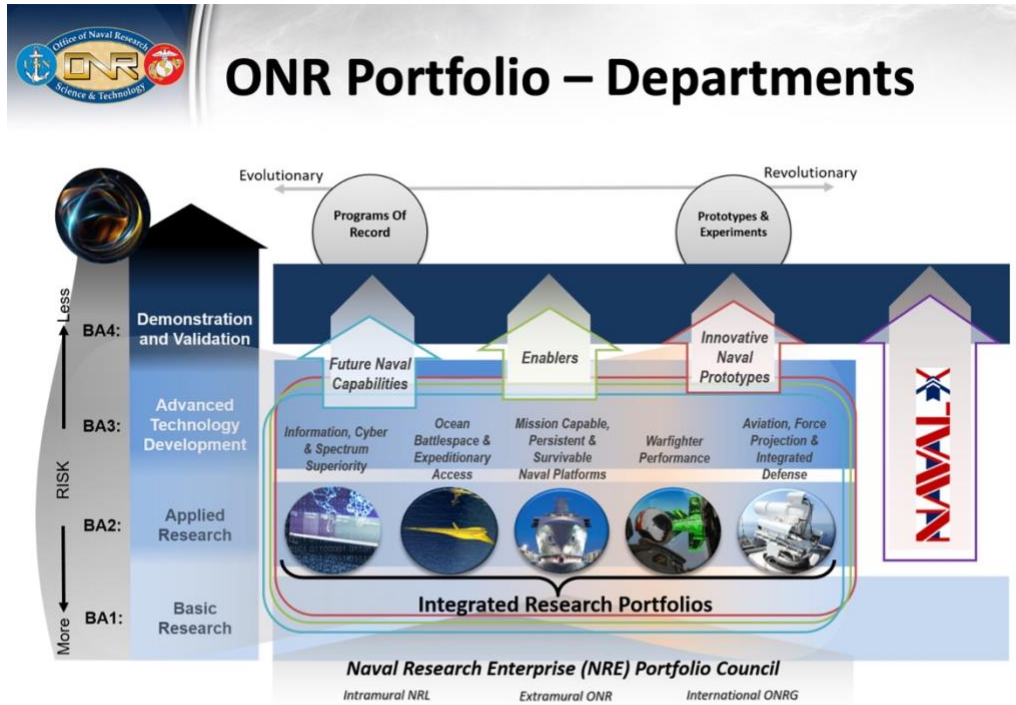 Office of Naval Research
ONR
Science & Technology
ONR Portfolio – Departments
Evolutionary
Revolutionary
Programs Of
Record
Prototypes &
Experiments
Less
RISK
More
BA4:
Demonstration
and Validation
BA3:
Advanced
Technology
Development
BA2:
Applied
Research
BA1:
Basic
Research
Future Naval
Capabilities
Enablers
Innovative
Naval
Prototypes
NAVALX
Information, Cyber
& Spectrum
Superiority
Ocean
Battlespace &
Expeditionary
Access
Mission Capable,
Persistent &
Survivable
Naval Platforms
Warfighter
Performance
Aviation, Force
Projection &
Integrated
Defense
Integrated Research Portfolios
Naval Research Enterprise (NRE) Portfolio Council
Intramural NRL
Extramural ONR
International ONRG